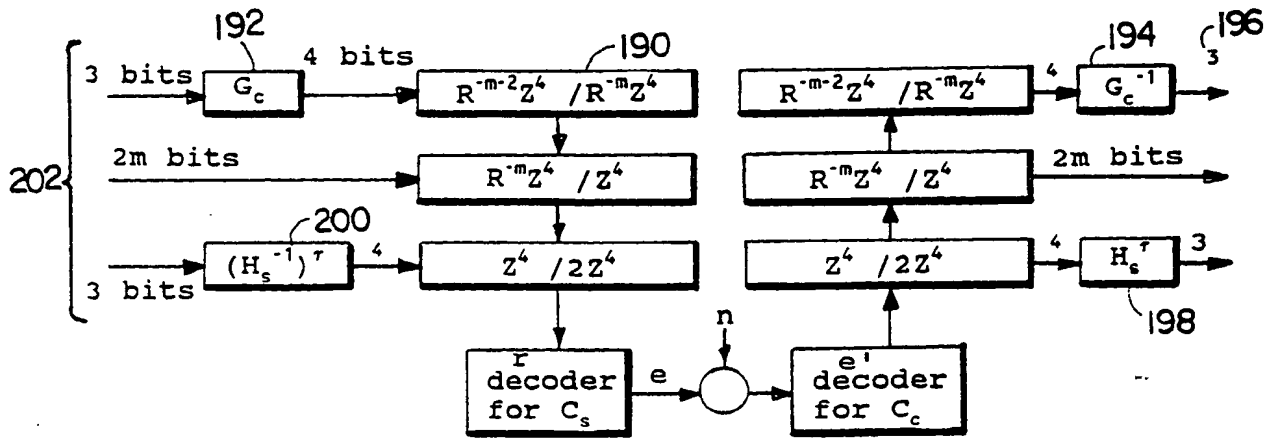 192
190
194
196
3 bits
G_c
4 bits
R^{-m-2}Z^4 /R^{-m}Z^4
R^{-m-2}Z^4 /R^{-m}Z^4
4
G_c^{-1}
3
202
2m bits
R^{-m}Z^4 /Z^4
R^{-m}Z^4 /Z^4
2m bits
200
3 bits
(H_s^{-1})^T
4
Z^4 /2Z^4
Z^4 /2Z^4
4
H_s^T
3
198
r
decoder
for C_s
e
n
e'
decoder
for C_c